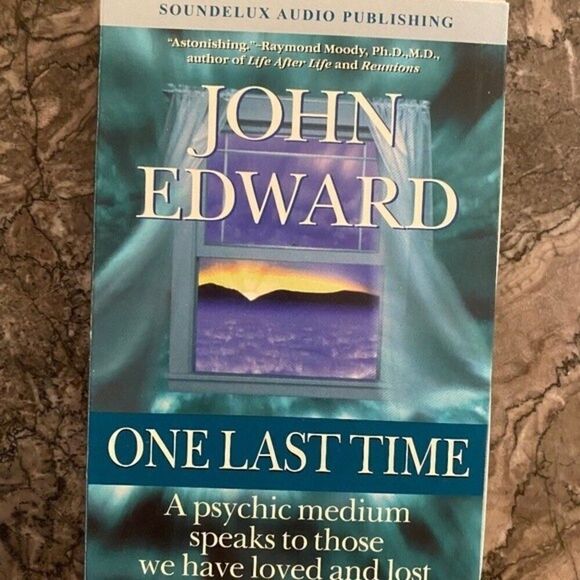 SOUNDELUX AUDIO PUBLISHING
"Astonishing."-Raymond Moody, Ph.D.,M.D.,
author of Life After Life and Reunions
JOHN
EDWARD
ONE LAST TIME
A psychic medium
speaks to those
we have loved and lost